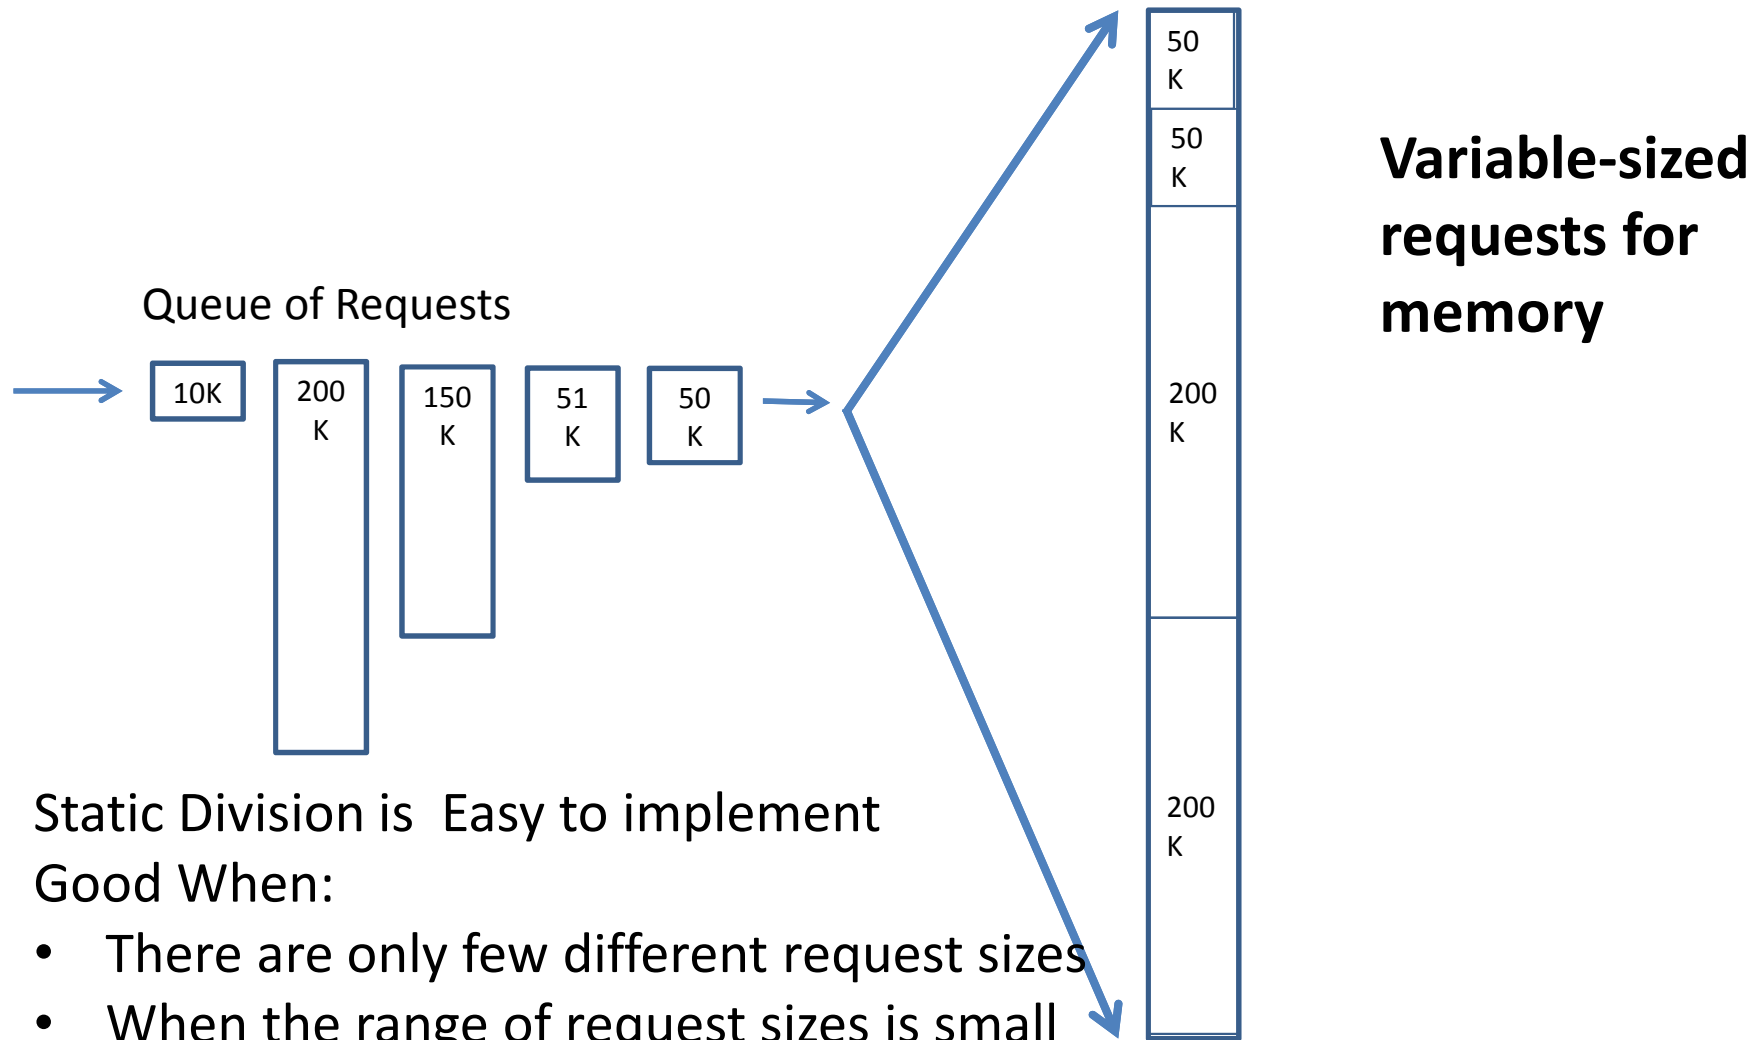 Variable-sized
requests for
memory
Queue of Requests
10K
200
K
150
K
51
K
50
K
50
K
50
K
200
K
200
K
Static Division is  Easy to implement
Good When:
• There are only few different request sizes
• When the range of request sizes is small